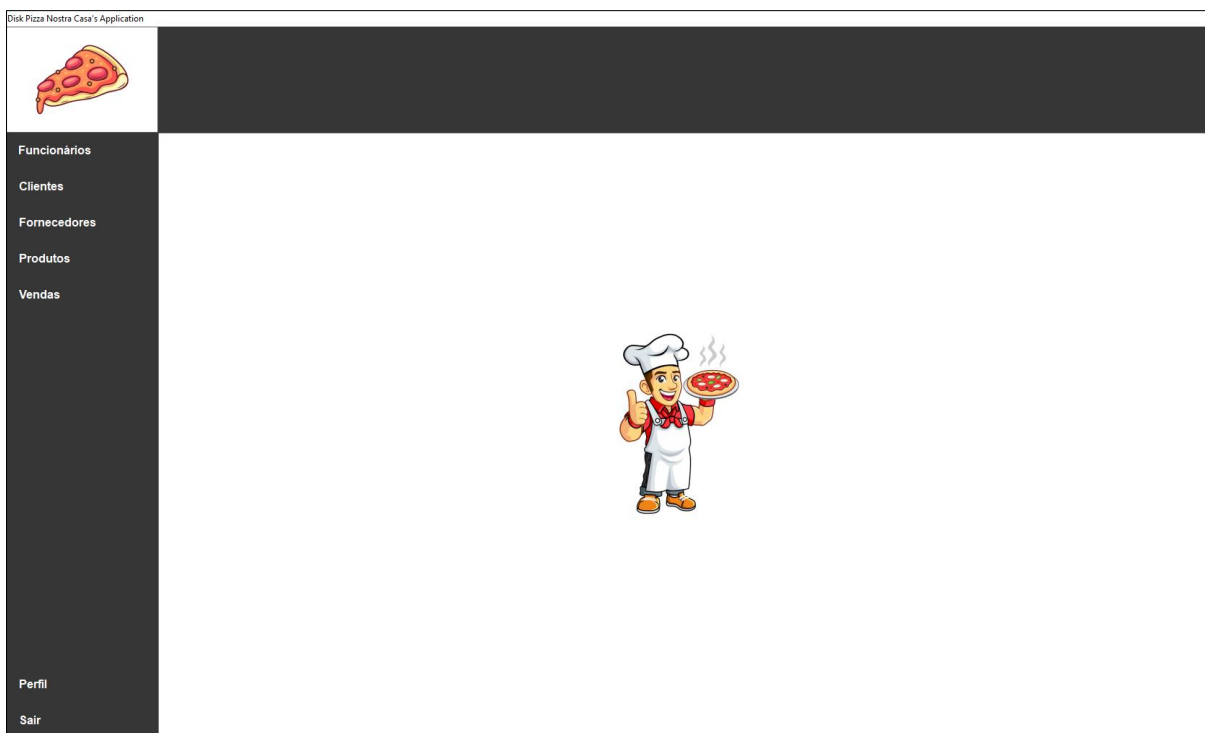 Disk Pizza Nostra Casa's Application
Funcionários
Clientes
Fornecedores
Produtos
Vendas
Perfil
Sair